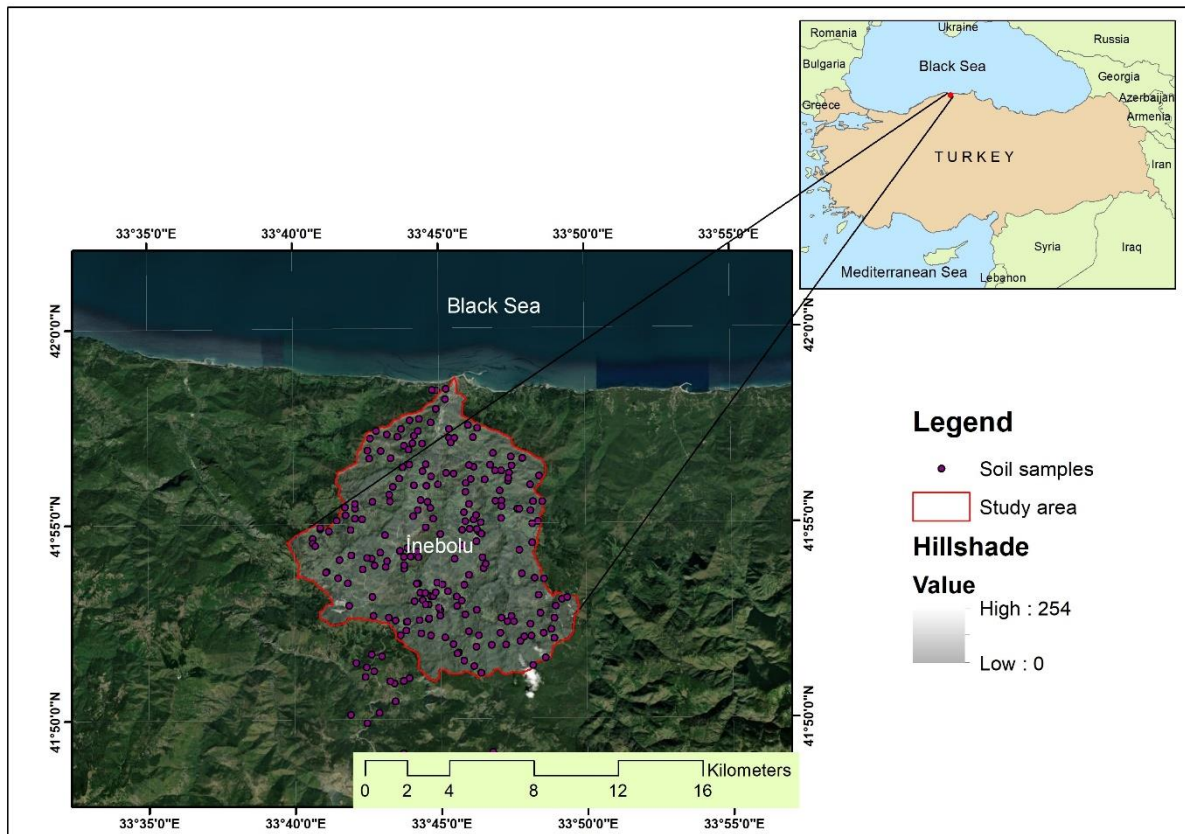 Romania
Ukraine
Russia
Bulgaria
Black Sea
Georgia
Greece
Azerbaijan
Armenia
TURKEY
Iran
Syria
Iraq
Mediterranean Sea
Lebanon
33°35'0"E 33°40'0"E 33°45'0"E 33°50'0"E 33°55'0"E
Black Sea
42°0'0"N 42°0'0"N
41°55'0"N 41°55'0"N
İnebolu
41°50'0"N 41°50'0"N
Kilometers
0 2 4 8 12 16
33°35'0"E 33°40'0"E 33°45'0"E 33°50'0"E 33°55'0"E
Legend
Soil samples
Study area
Hillshade
Value
High : 254
Low : 0